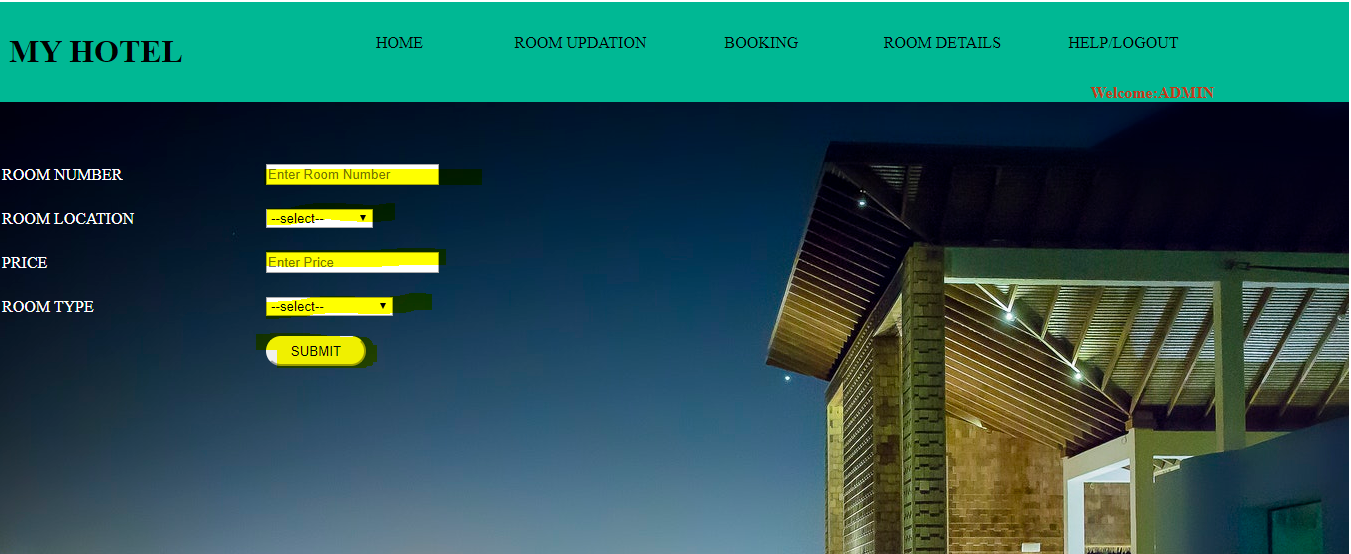 MY HOTEL
HOME ROOM UPDATION BOOKING ROOM DETAILS HELP/LOGOUT
Welcome:ADMIN
ROOM NUMBER Enter Room Number
ROOM LOCATION --select--
PRICE Enter Price
ROOM TYPE --select--
SUBMIT